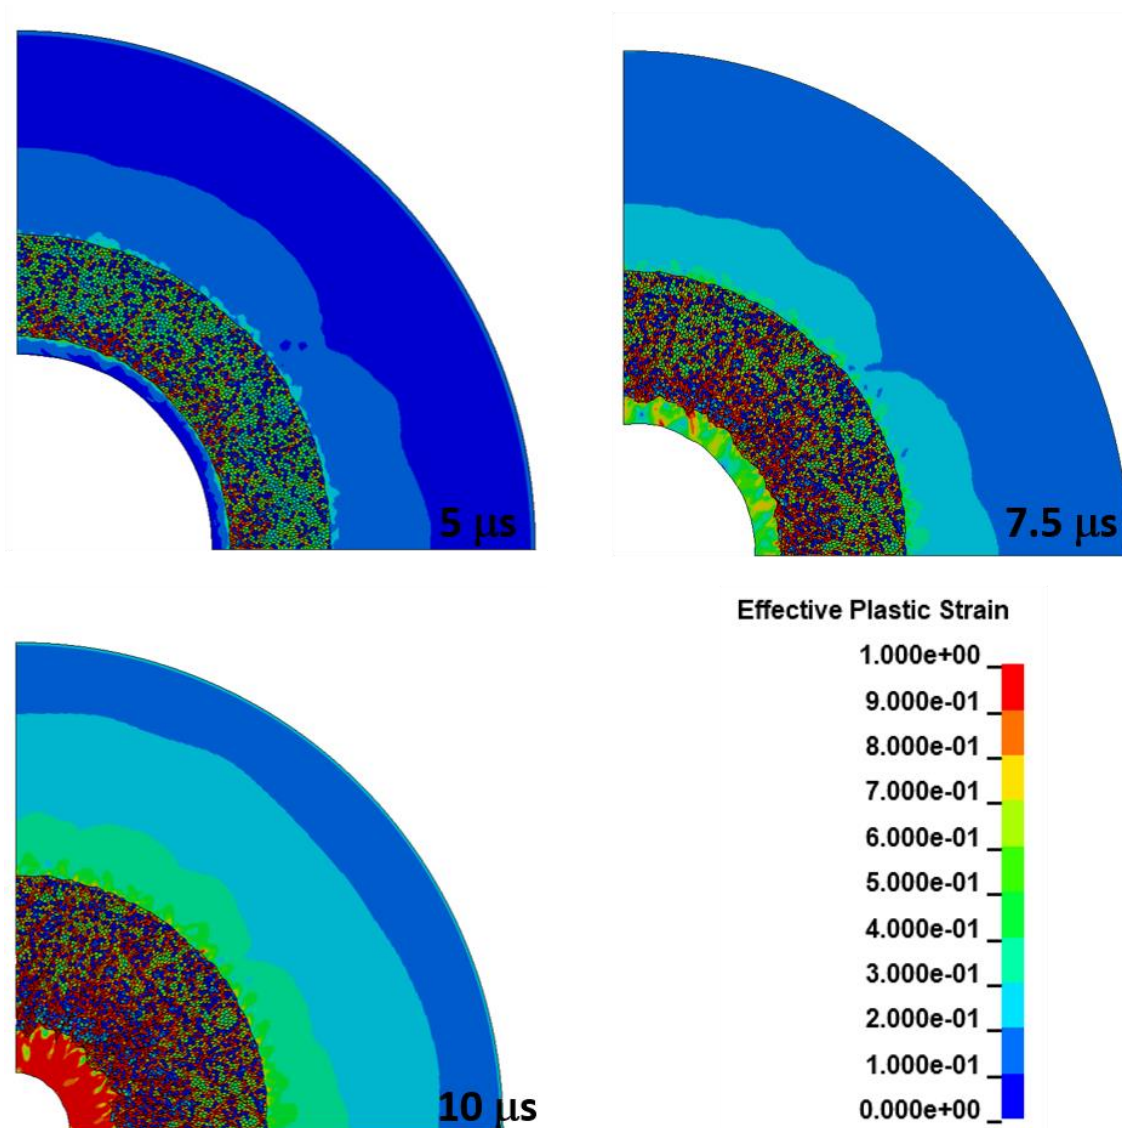 5 μs
7.5 μs
Effective Plastic Strain
1.000e+00
9.000e-01
8.000e-01
7.000e-01
6.000e-01
5.000e-01
4.000e-01
3.000e-01
2.000e-01
1.000e-01
0.000e+00
10 μs